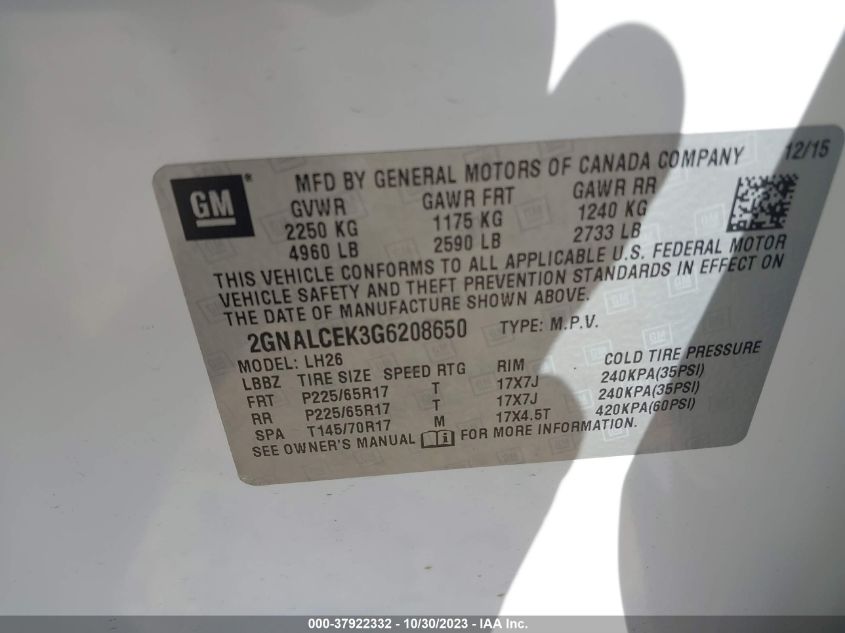 GM ®
MFD BY GENERAL MOTORS OF CANADA COMPANY 12/15
GVWR GAWR FRT GAWR RR
2250 KG 1175 KG 1240 KG
4960 LB 2590 LB 2733 LB
THIS VEHICLE CONFORMS TO ALL APPLICABLE U.S. FEDERAL MOTOR
VEHICLE SAFETY AND THEFT PREVENTION STANDARDS IN EFFECT ON
THE DATE OF MANUFACTURE SHOWN ABOVE.
2GNALCEK3G6208650 TYPE: M.P.V.
MODEL: LH26
LBBZ TIRE SIZE SPEED RTG RIM COLD TIRE PRESSURE
FRT P225/65R17 T 17X7J 240KPA(35PSI)
RR P225/65R17 T 17X7J 240KPA(35PSI)
SPA T145/70R17 M 17X4.5T 420KPA(60PSI)
SEE OWNER'S MANUAL FOR MORE INFORMATION.
000-37922332 - 10/30/2023 - IAA Inc.